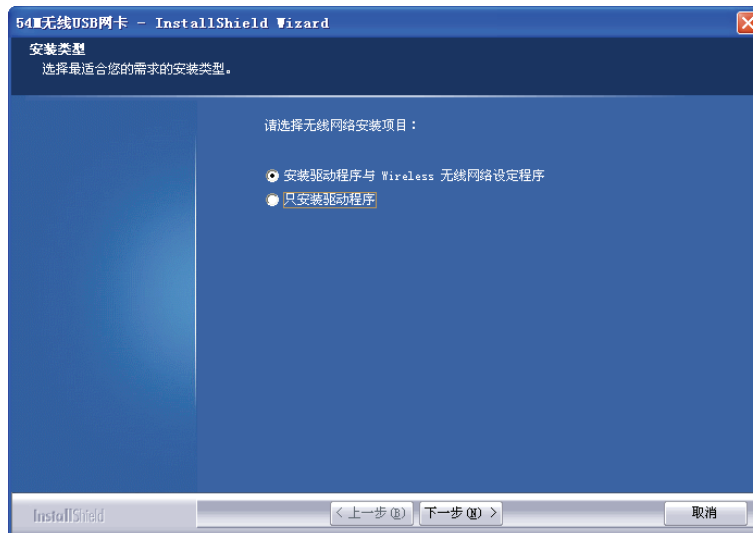 54M无线USB网卡 - InstallShield Wizard
安装类型
选择最适合您的需求的安装类型。
请选择无线网络安装项目：
安装驱动程序与 Wireless 无线网络设定程序
只安装驱动程序
InstallShield
< 上一步(B)
下一步(N) >
取消